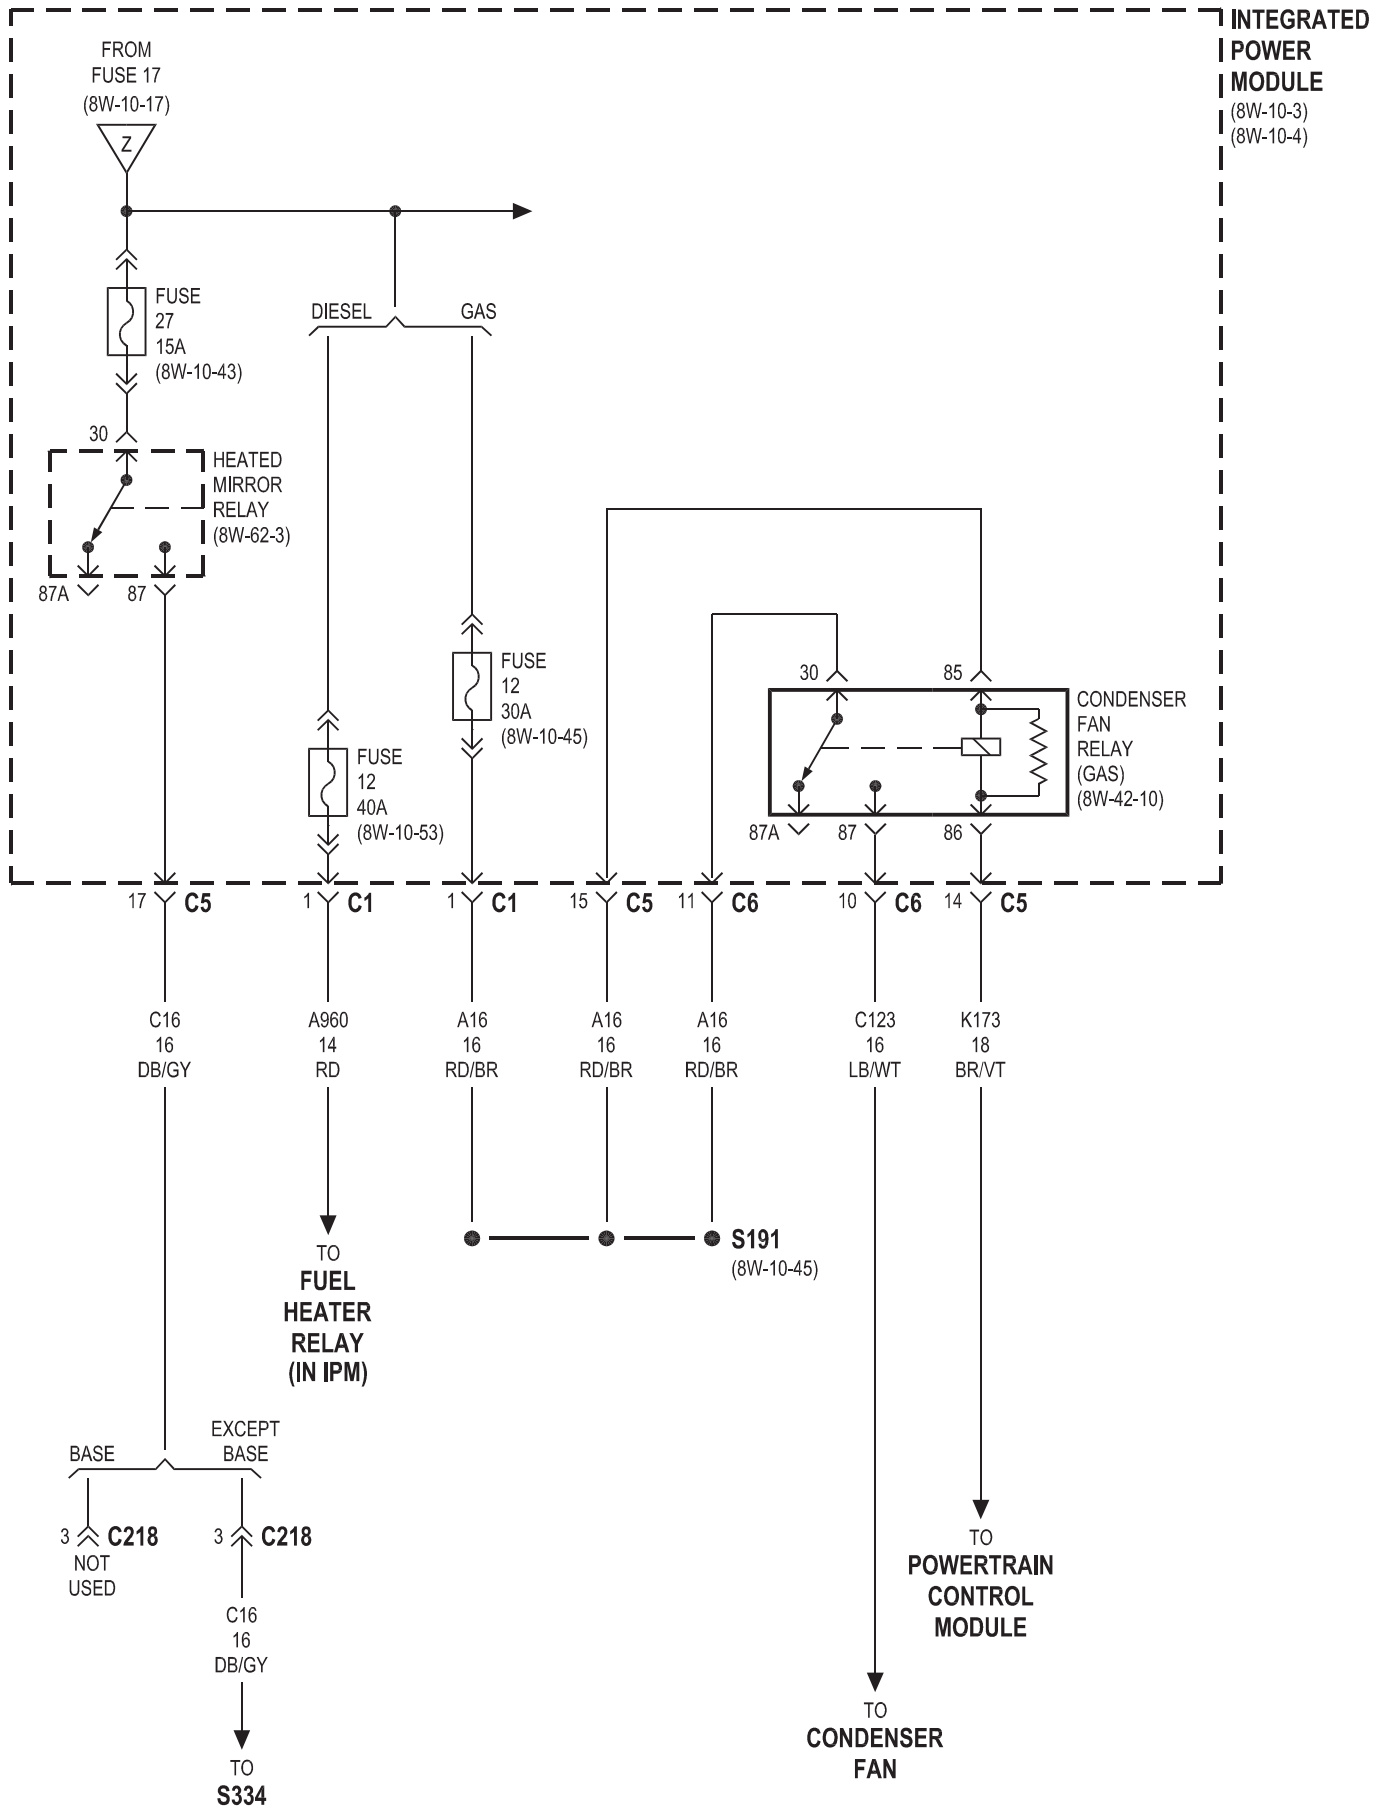 INTEGRATED
POWER
MODULE
(8W-10-3)
(8W-10-4)
FROM
FUSE 17
(8W-10-17)
Z
FUSE
27
15A
(8W-10-43)
DIESEL
GAS
30
HEATED
MIRROR
RELAY
(8W-62-3)
87A
87
FUSE
12
30A
(8W-10-45)
FUSE
12
40A
(8W-10-53)
30
85
CONDENSER
FAN
RELAY
(GAS)
(8W-42-10)
87A
87
86
17 C5
1 C1
1 C1
15 C5
11 C6
10 C6
14 C5
C16
16
DB/GY
A960
14
RD
A16
16
RD/BR
A16
16
RD/BR
A16
16
RD/BR
C123
16
LB/WT
K173
18
BR/VT
S191
(8W-10-45)
TO
FUEL
HEATER
RELAY
(IN IPM)
BASE
EXCEPT
BASE
3 C218
NOT
USED
3 C218
C16
16
DB/GY
TO
S334
TO
POWERTRAIN
CONTROL
MODULE
TO
CONDENSER
FAN